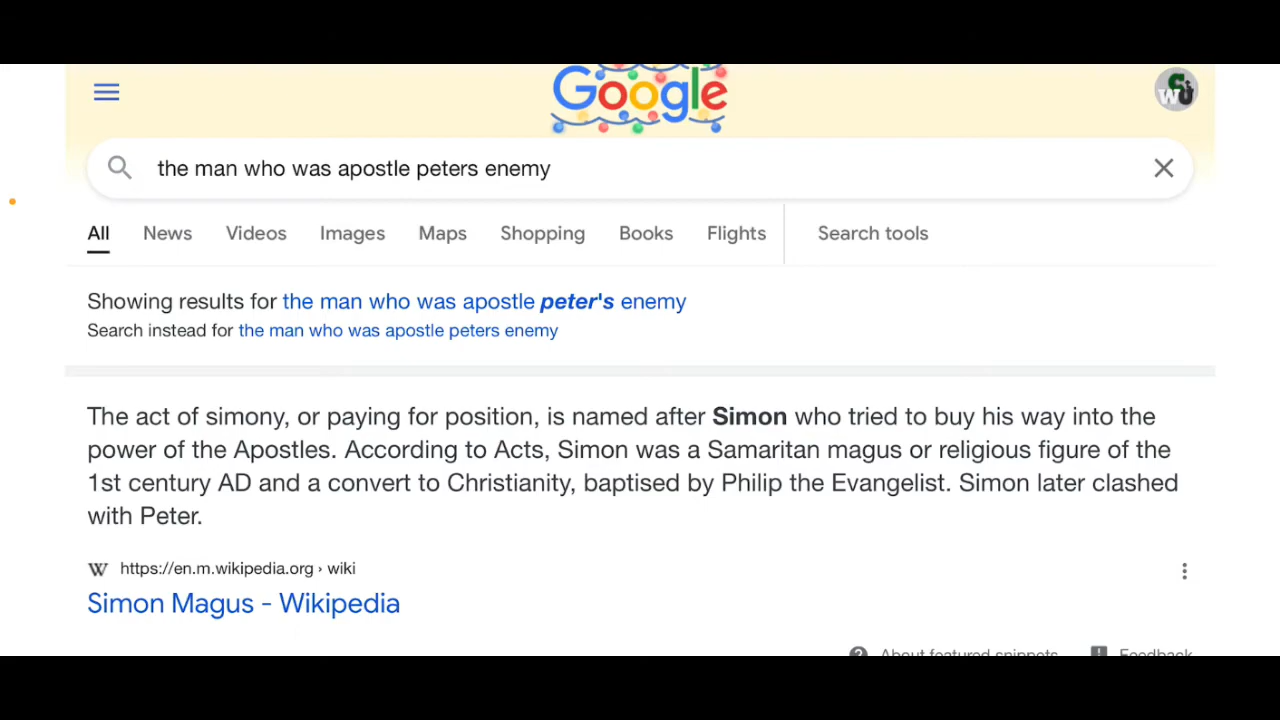 Google
the man who was apostle peters enemy
All News Videos Images Maps Shopping Books Flights Search tools
Showing results for the man who was apostle peter's enemy
Search instead for the man who was apostle peters enemy
The act of simony, or paying for position, is named after Simon who tried to buy his way into the
power of the Apostles. According to Acts, Simon was a Samaritan magus or religious figure of the
1st century AD and a convert to Christianity, baptised by Philip the Evangelist. Simon later clashed
with Peter.
W https://en.m.wikipedia.org › wiki
Simon Magus - Wikipedia
About featured snippets Feedback